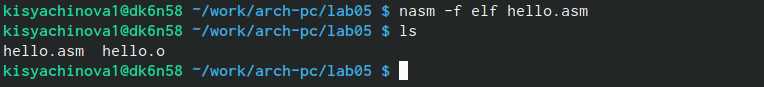 kisyachinova1@dk6n58 ~/work/arch-pc/lab05 $ nasm -f elf hello.asm
kisyachinova1@dk6n58 ~/work/arch-pc/lab05 $ ls
hello.asm  hello.o
kisyachinova1@dk6n58 ~/work/arch-pc/lab05 $